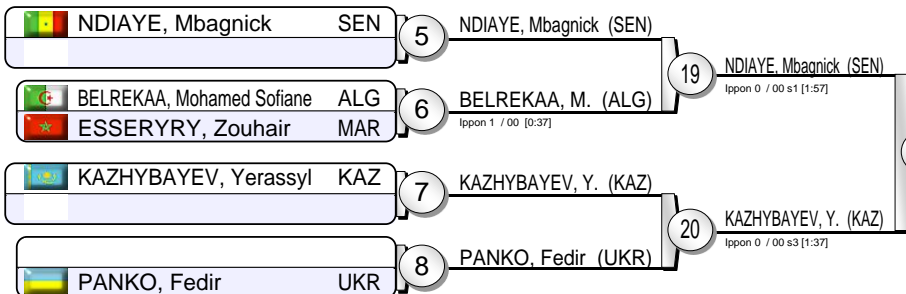 NDIAYE, Mbagnick SEN
5
NDIAYE, Mbagnick (SEN)
BELREKAA, Mohamed Sofiane ALG
ESSERYRY, Zouhair MAR
6
BELREKAA, M. (ALG)
Ippon 1 / 00 [0:37]
19
NDIAYE, Mbagnick (SEN)
Ippon 0 / 00 s1 [1:57]
KAZHYBAYEV, Yerassyl KAZ
7
KAZHYBAYEV, Y. (KAZ)
PANKO, Fedir UKR
8
PANKO, Fedir (UKR)
20
KAZHYBAYEV, Y. (KAZ)
Ippon 0 / 00 s3 [1:37]